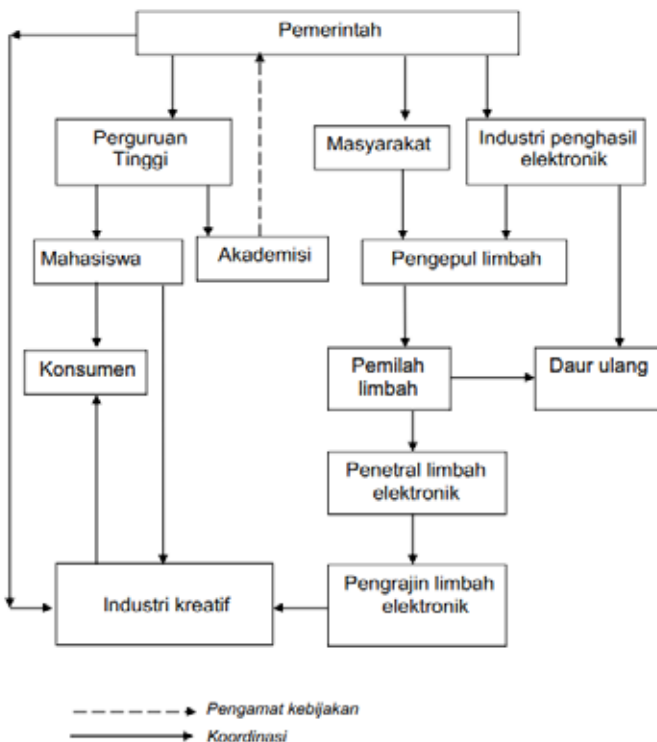 Pemerintah
Perguruan
Tinggi
Masyarakat
Industri penghasil
elektronik
Mahasiswa
Akademisi
Pengepul limbah
Konsumen
Pemilah
limbah
Daur ulang
Penetral limbah
elektronik
Industri kreatif
Pengrajin limbah
elektronik
Pengamat kebijakan
Koordinasi